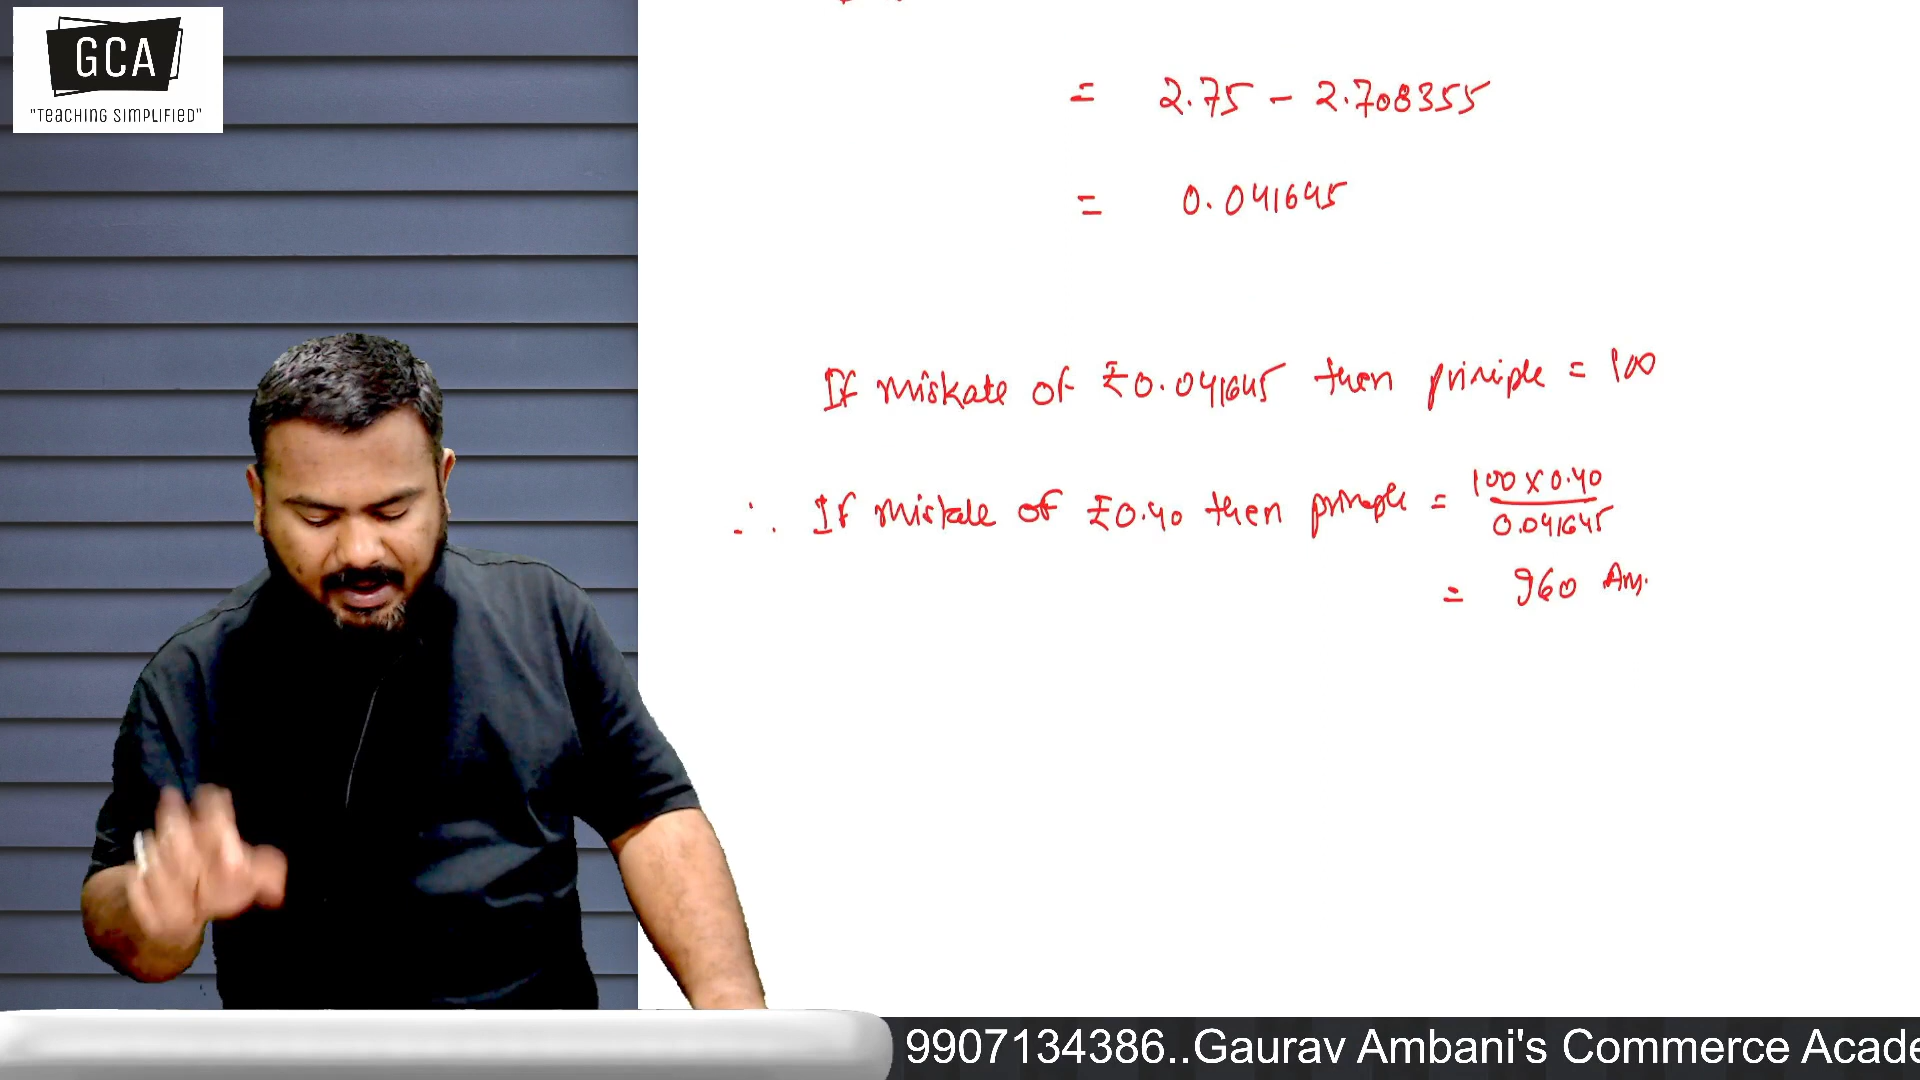 GCA
"TEACHING SIMPLIFIED"
= 2.75 - 2.708355
= 0.041645
If miskate of ₹0.041645 then priniple = 100
∴ If mistake of ₹0.40 then principle = 100 x 0.40
0.041645
= 960 Ans.
9907134386..Gaurav Ambani's Commerce Acade